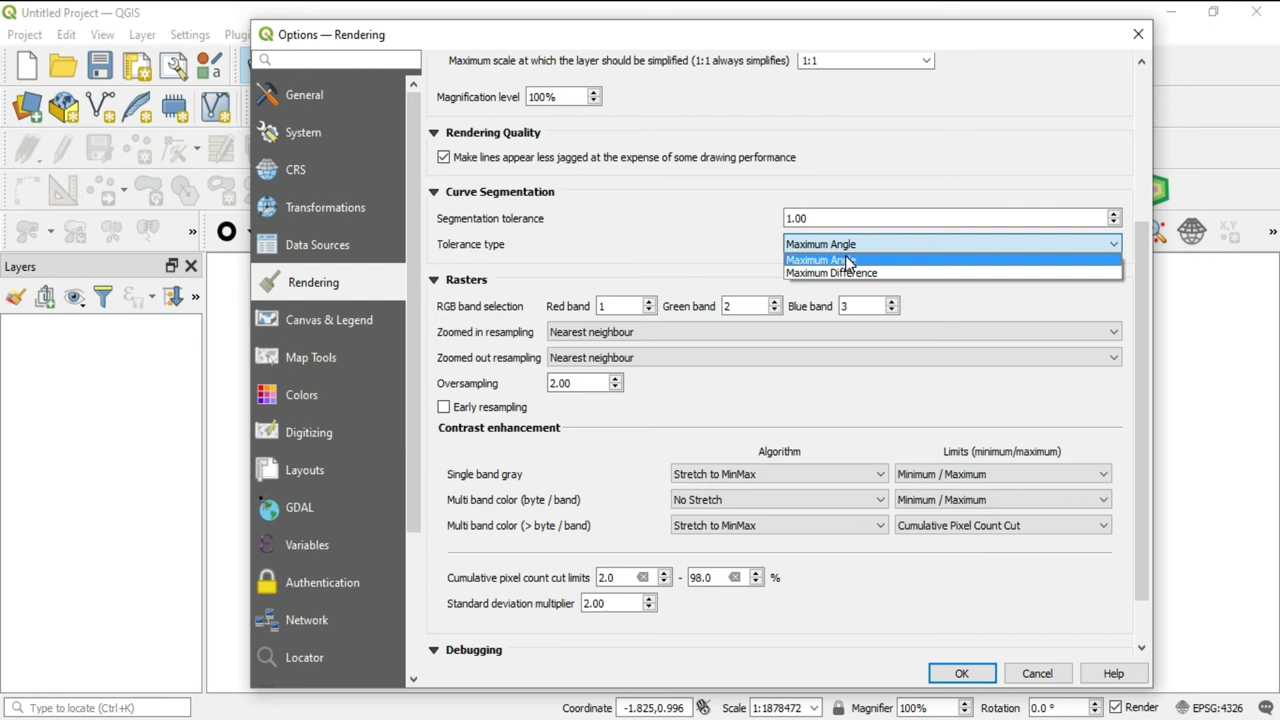 Untitled Project — QGIS
Project Edit View Layer Settings
Options — Rendering
General
System
CRS
Transformations
Data Sources
Rendering
Canvas & Legend
Map Tools
Colors
Digitizing
Layouts
GDAL
Variables
Authentication
Network
Locator
Layers
Maximum scale at which the layer should be simplified (1:1 always simplifies) 1:1
Magnification level 100%
Rendering Quality
Make lines appear less jagged at the expense of some drawing performance
Curve Segmentation
Segmentation tolerance 1.00
Tolerance type Maximum Angle
Maximum Angle
Maximum Difference
Rasters
RGB band selection Red band 1 Green band 2 Blue band 3
Zoomed in resampling Nearest neighbour
Zoomed out resampling Nearest neighbour
Oversampling 2.00
Early resampling
Contrast enhancement
Algorithm Limits (minimum/maximum)
Single band gray Stretch to MinMax Minimum / Maximum
Multi band color (byte / band) No Stretch Minimum / Maximum
Multi band color (> byte / band) Stretch to MinMax Cumulative Pixel Count Cut
Cumulative pixel count cut limits 2.0 - 98.0 %
Standard deviation multiplier 2.00
Debugging
OK Cancel Help
Type to locate (Ctrl+K) Coordinate -1.825,0.996 Scale 1:1878472 Magnifier 100% Rotation 0.0 ° Render EPSG:4326